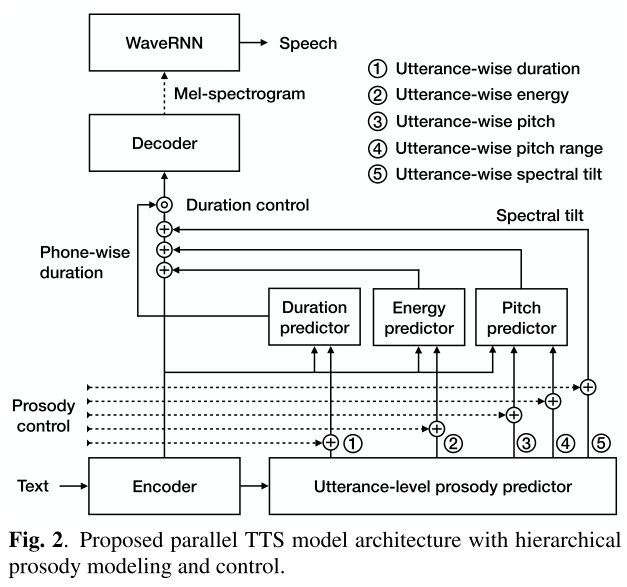 WaveRNN
Speech
Mel-spectrogram
① Utterance-wise duration
② Utterance-wise energy
③ Utterance-wise pitch
④ Utterance-wise pitch range
⑤ Utterance-wise spectral tilt
Decoder
Duration control
Spectral tilt
Phone-wise
duration
Duration
predictor
Energy
predictor
Pitch
predictor
Prosody
control
①
②
③
④
⑤
Text
Encoder
Utterance-level prosody predictor
Fig. 2. Proposed parallel TTS model architecture with hierarchical
prosody modeling and control.